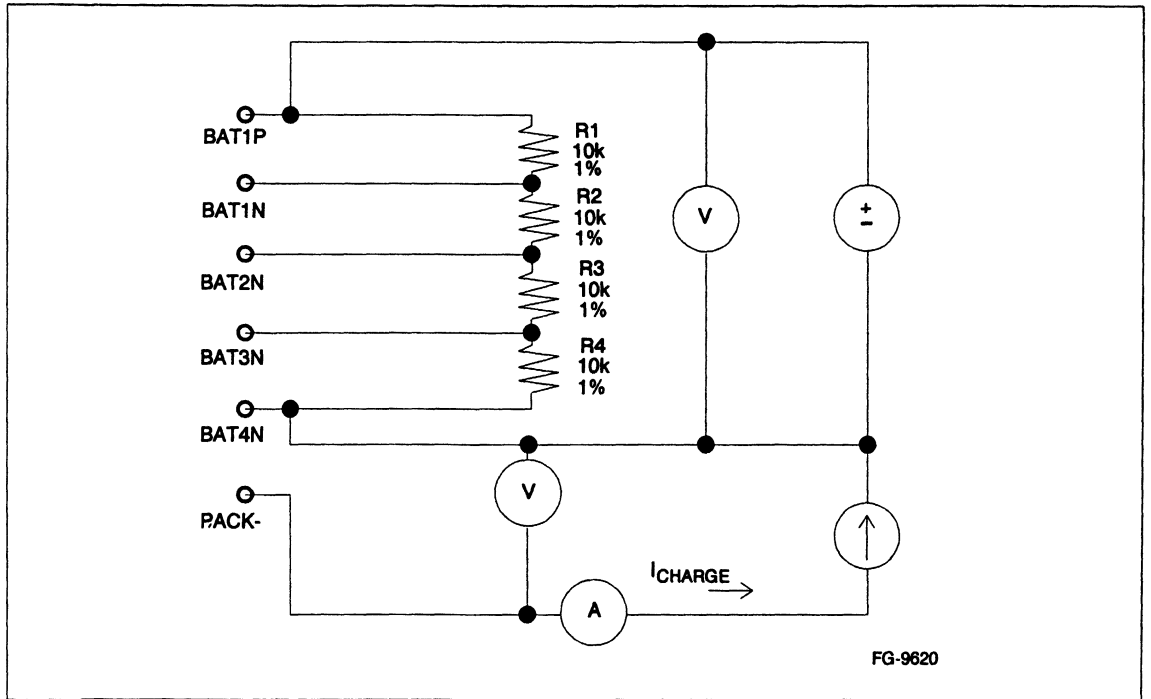 BAT1P
R1
10k
1%
BAT1N
R2
10k
1%
V
+
−
BAT2N
R3
10k
1%
BAT3N
R4
10k
1%
BAT4N
V
PACK-
ICHARGE
A
FG-9620